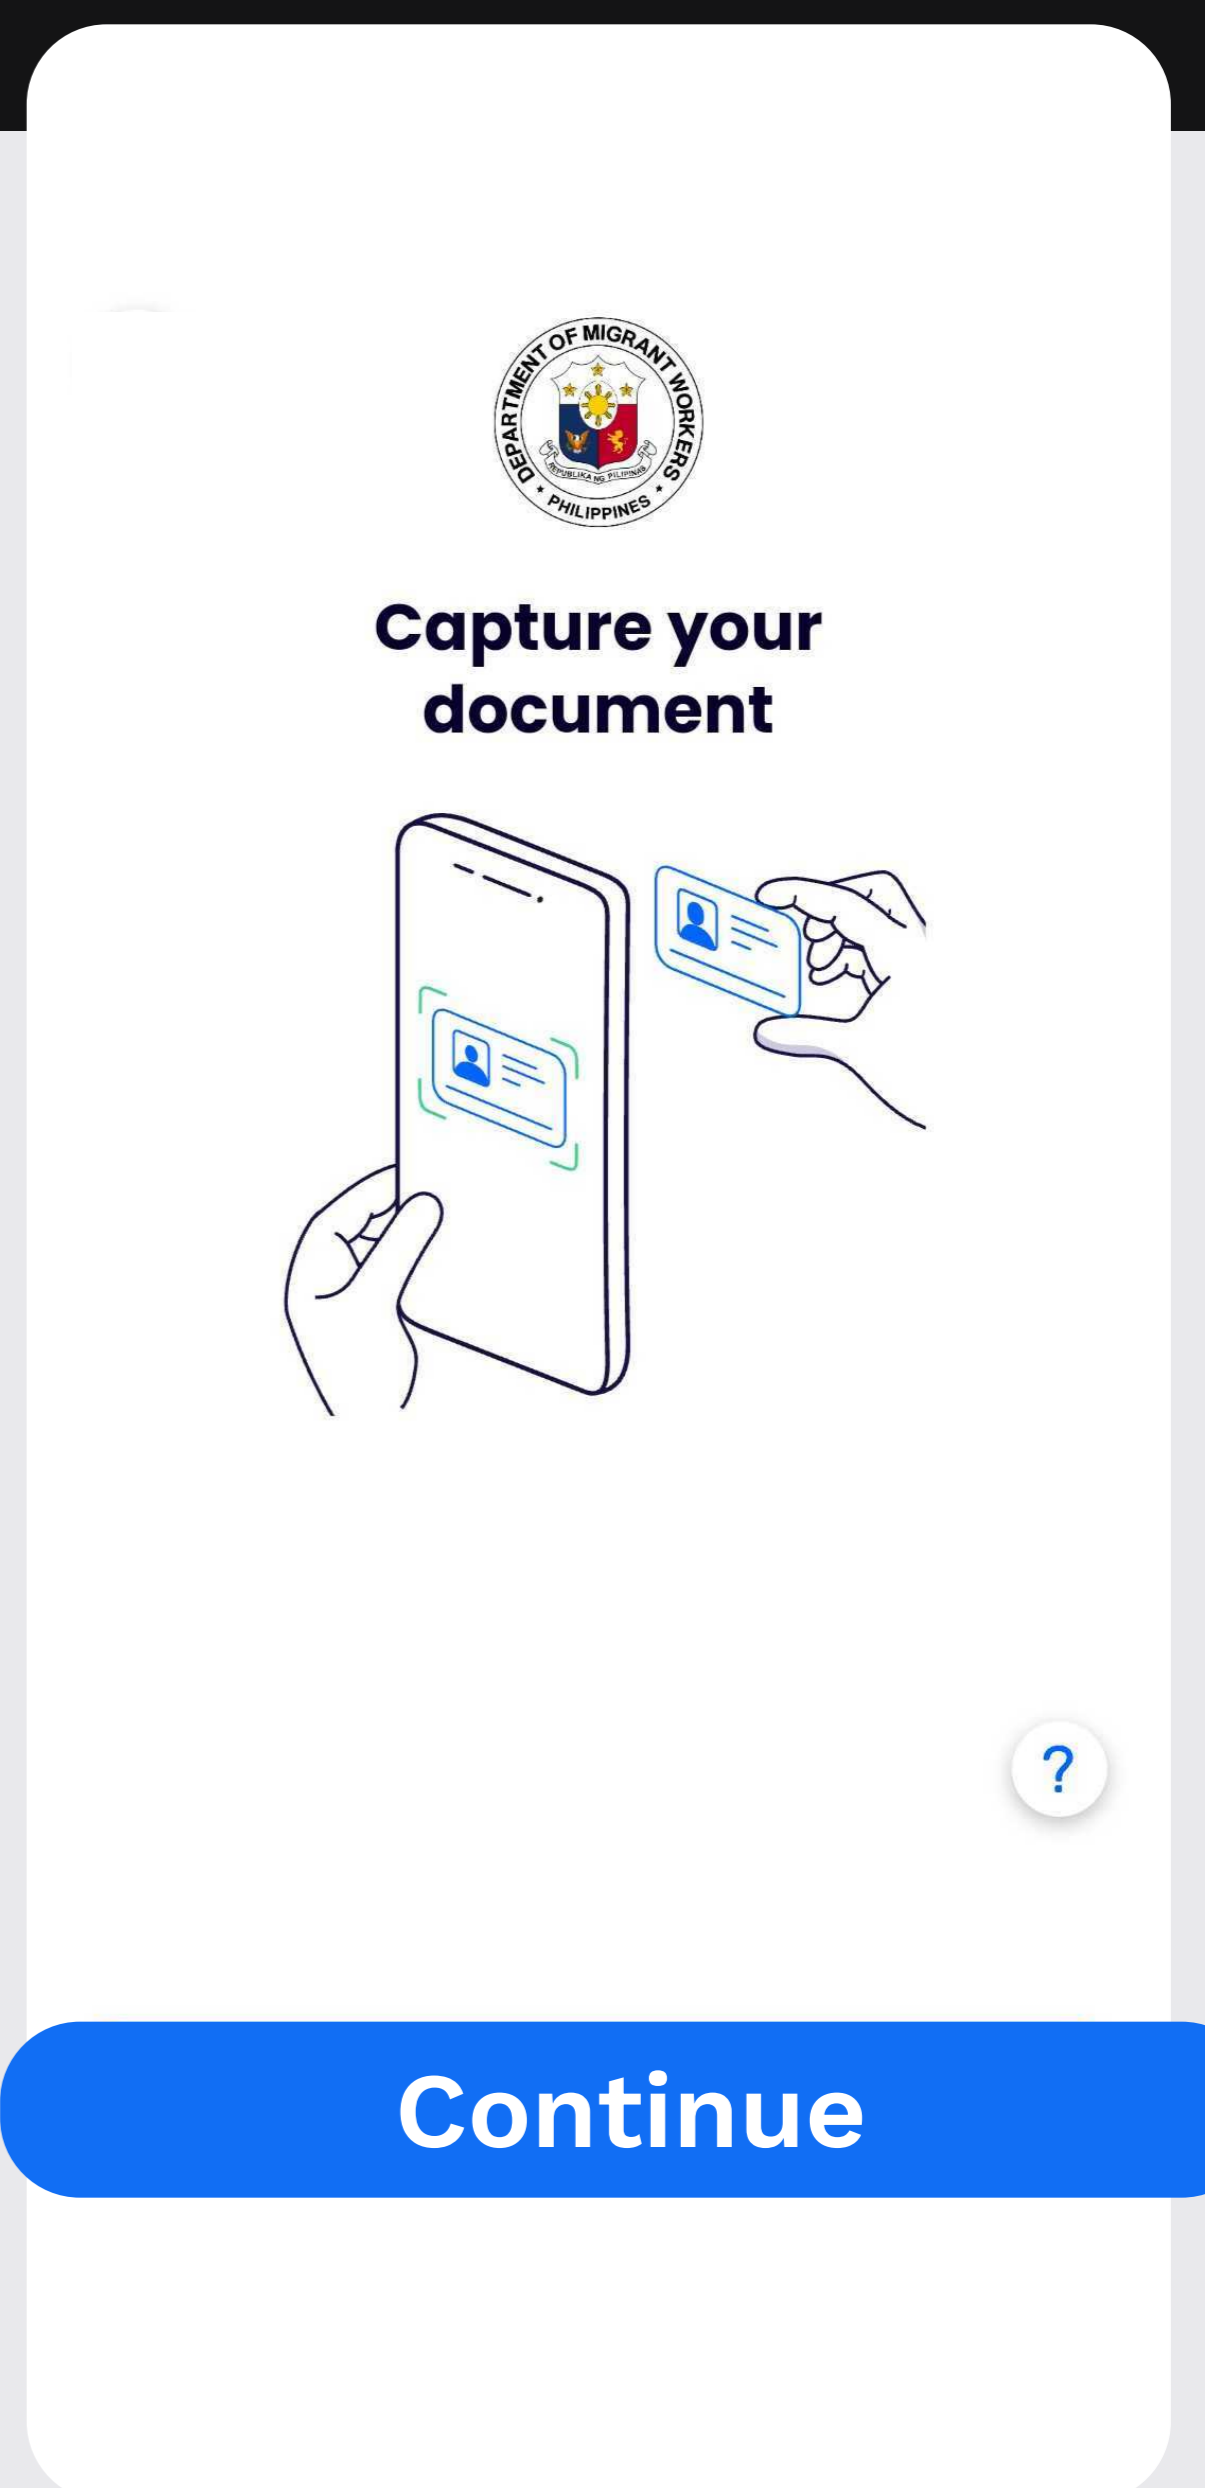 DEPARTMENT OF MIGRANT WORKERS
REPUBLIKA NG PILIPINAS
PHILIPPINES
Capture your
document
?
Continue